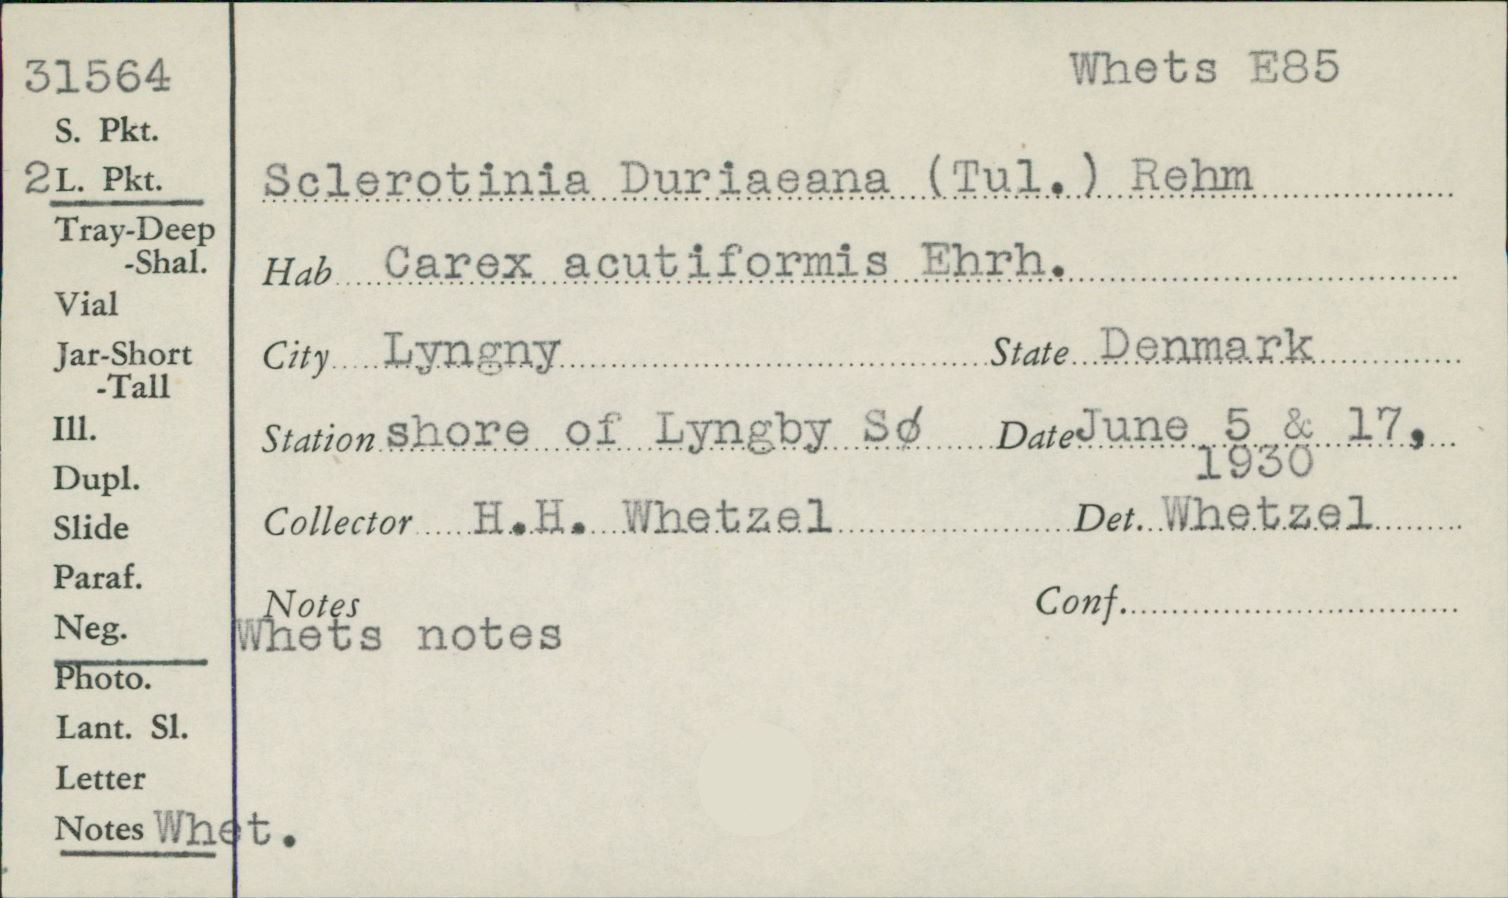 31564
S. Pkt.
2 L. Pkt.
Tray-Deep
-Shal.
Vial
Jar-Short
-Tall
Ill.
Dupl.
Slide
Paraf.
Neg.
Photo.
Lant. Sl.
Letter
Notes Whet.
Whets E85
Sclerotinia Duriaeana (Tul.) Rehm
Hab Carex acutiformis Ehrh.
City Lyngny State Denmark
Station shore of Lyngby Sø Date June 5 & 17,
1930
Collector H.H. Whetzel Det. Whetzel
Notes Conf.
Whets notes